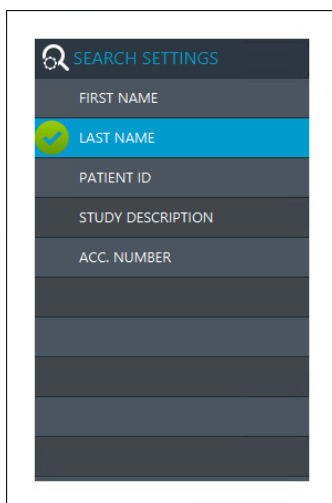 SEARCH SETTINGS
FIRST NAME
LAST NAME
PATIENT ID
STUDY DESCRIPTION
ACC. NUMBER